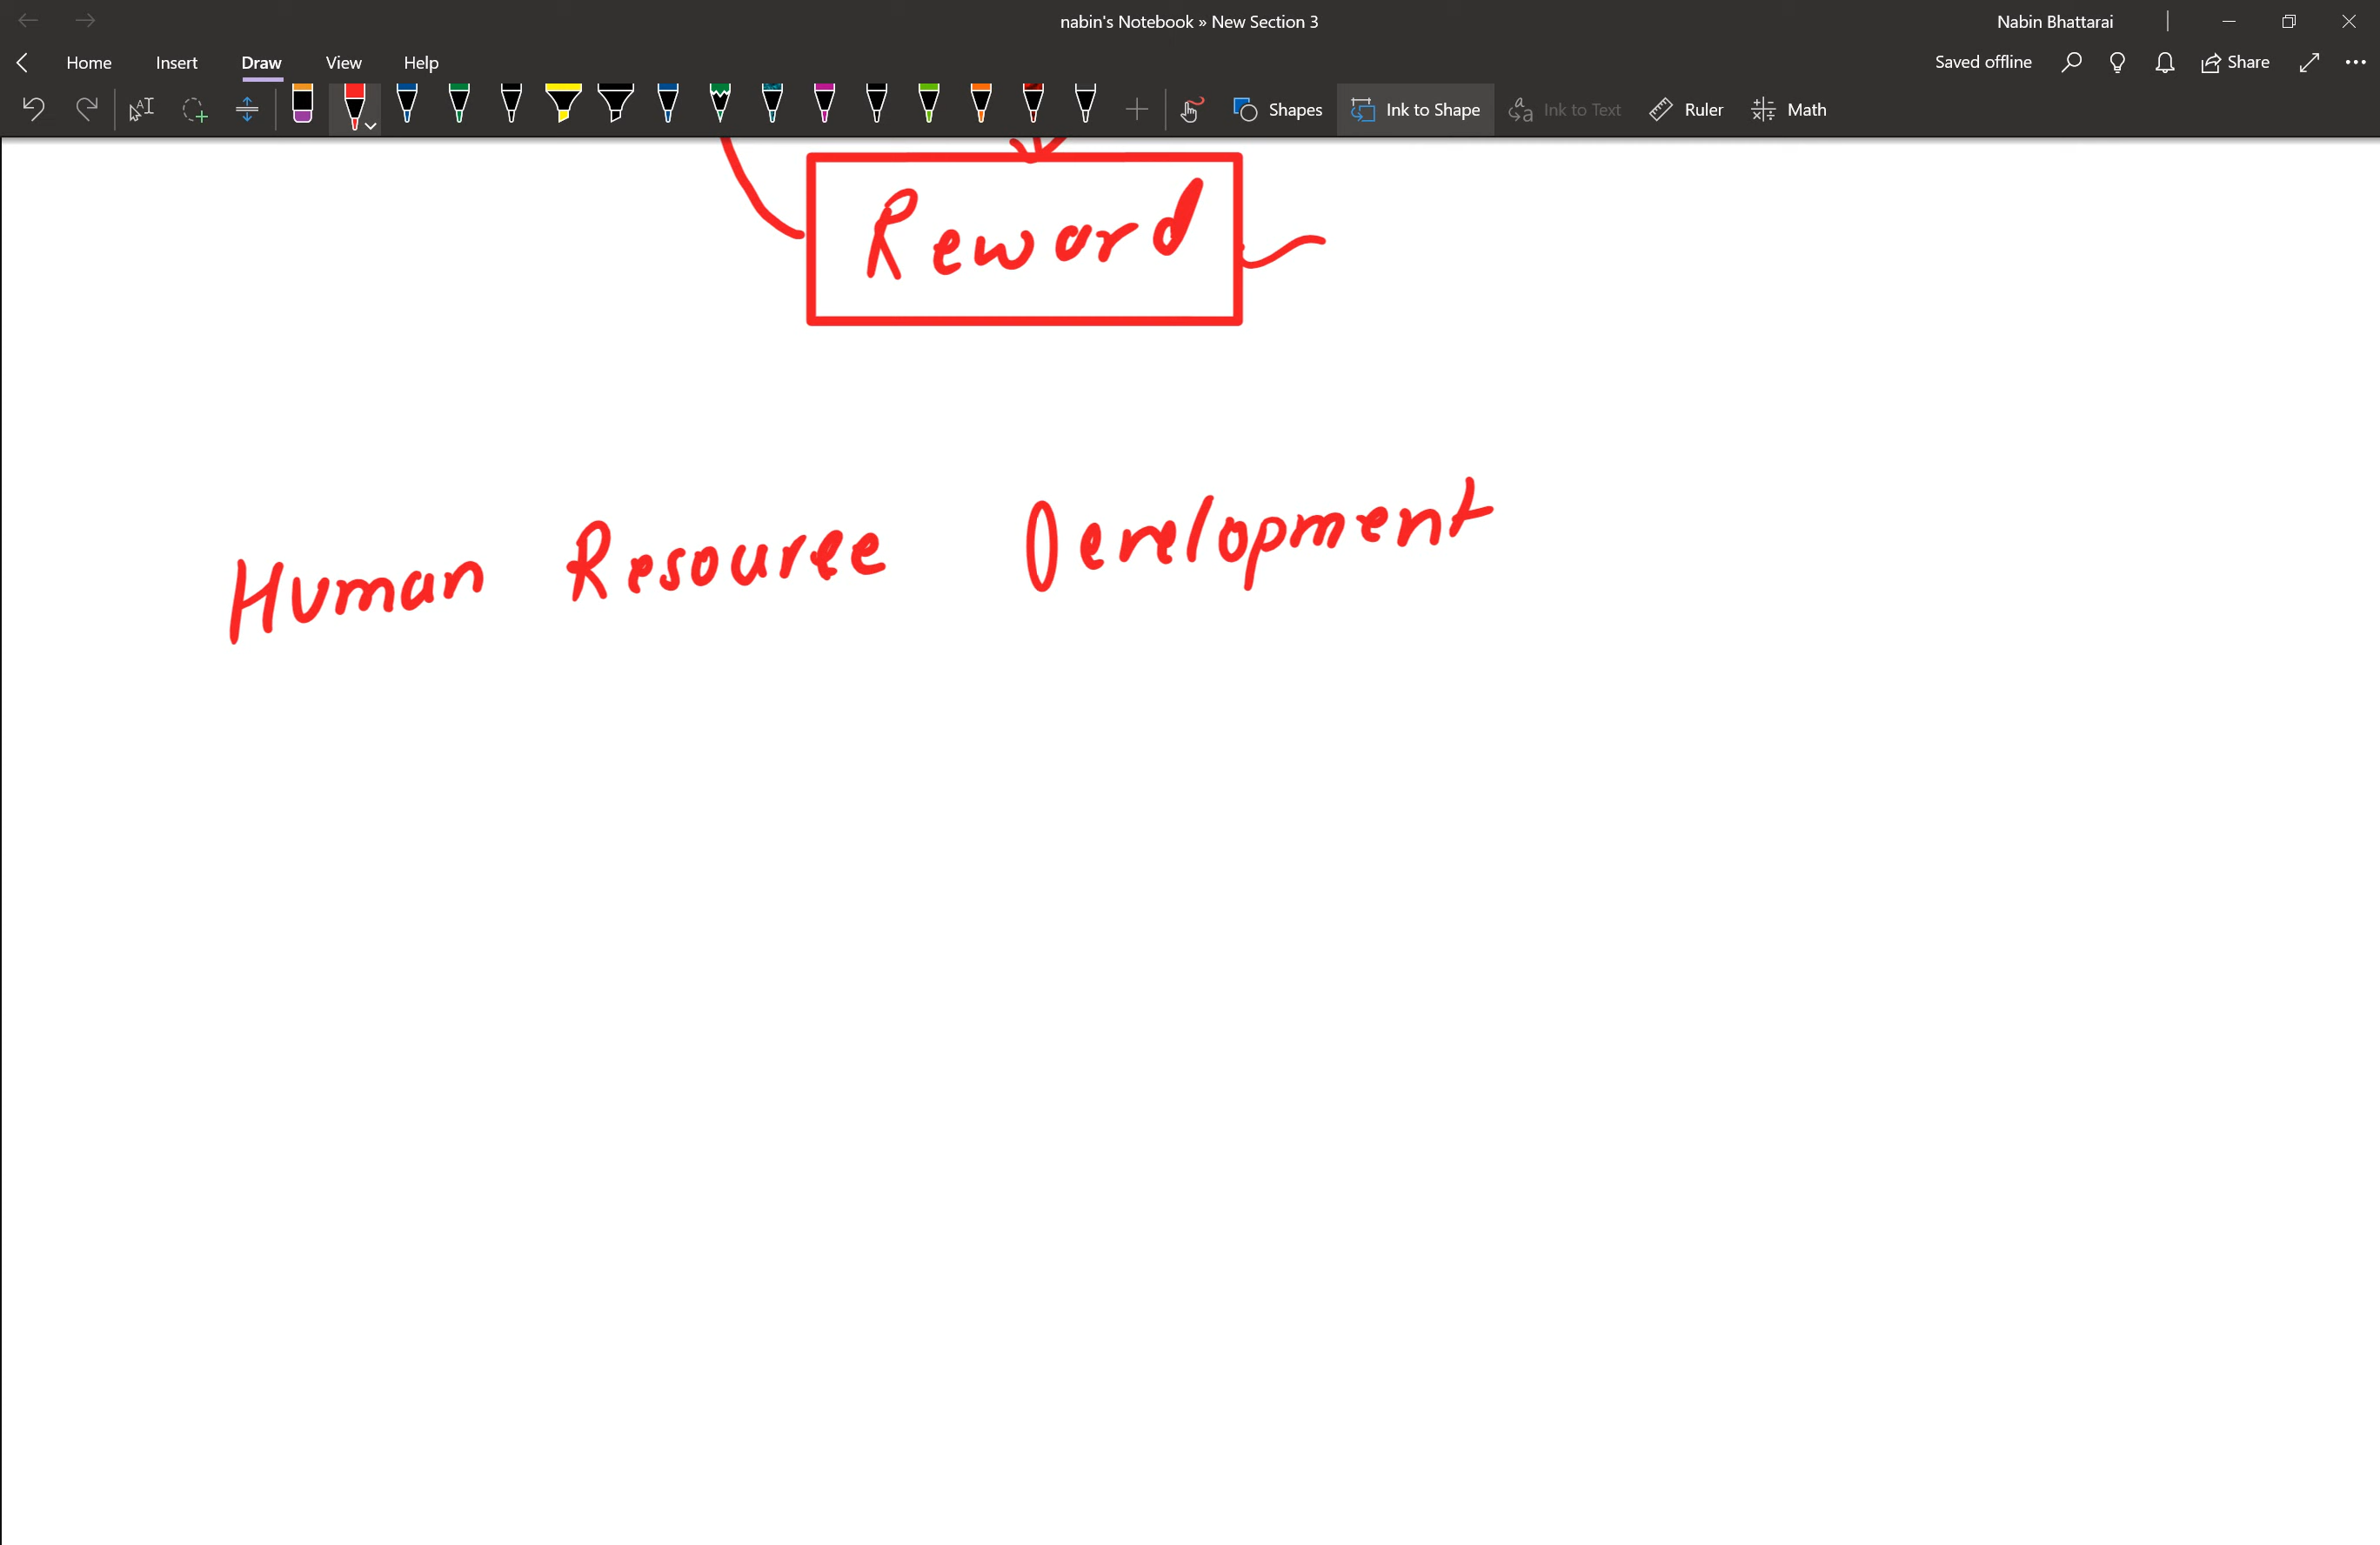 nabin's Notebook » New Section 3
Nabin Bhattarai
Home Insert Draw View Help
Saved offline
Share
Shapes
Ink to Shape
Ink to Text
Ruler
Math
Reward
Human Resource Development